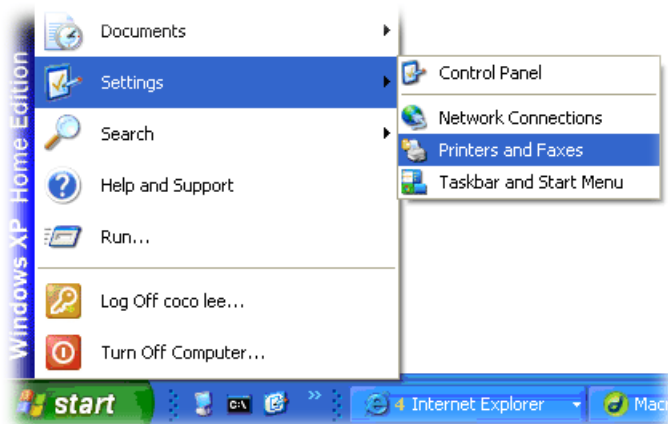 Windows XP Home Edition
Documents
Settings
Search
Help and Support
Run...
Log Off coco lee...
Turn Off Computer...
Control Panel
Network Connections
Printers and Faxes
Taskbar and Start Menu
start
C:\
»
4 Internet Explorer
Mac